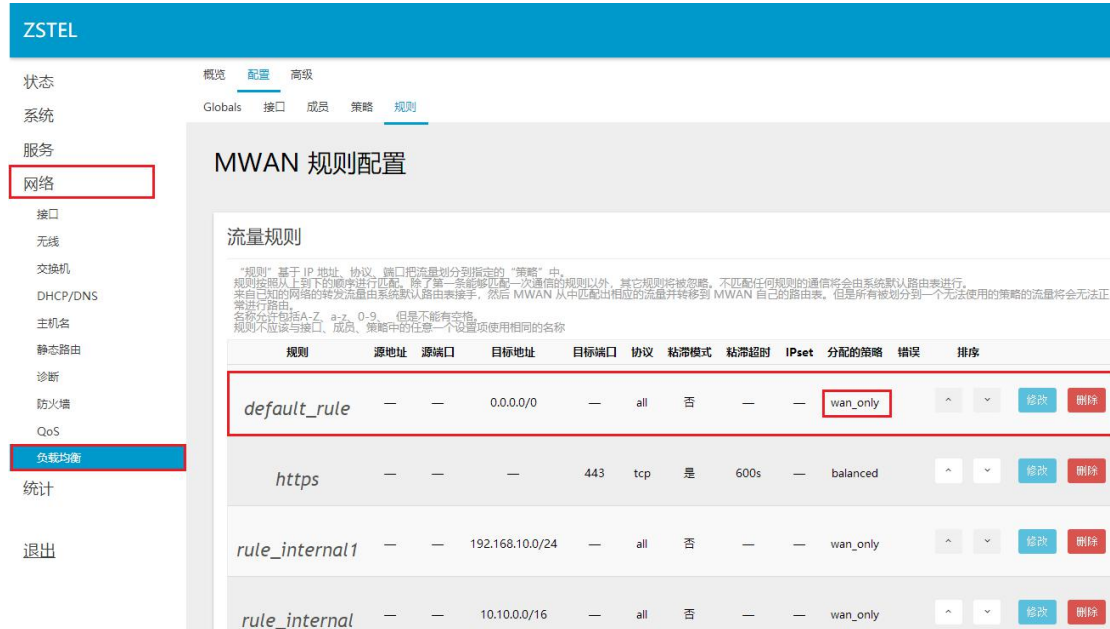 ZSTEL
状态
系统
服务
网络
接口
无线
交换机
DHCP/DNS
主机名
静态路由
诊断
防火墙
QoS
负载均衡
统计
退出
概览 配置 高级
Globals 接口 成员 策略 规则
MWAN 规则配置
流量规则
“规则”基于 IP 地址、协议、端口把流量划分到指定的“策略”中。
规则按照从上到下的顺序进行匹配。除了第一条能够匹配一次通信的规则以外，其它规则将被忽略。不匹配任何规则的通信将会由系统默认路由表进行。
来自已知的网络的转发流量由系统默认路由表接手，然后 MWAN 从中匹配出相应的流量并转移到 MWAN 自己的路由表。但是所有被划分到一个无法使用的策略的流量将会无法正
常进行路由。
名称允许包括A-Z、a-z、0-9、_ 但是不能有空格。
规则不应该与接口、成员、策略中的任意一个设置项使用相同的名称
规则 源地址 源端口 目标地址 目标端口 协议 粘滞模式 粘滞超时 IPset 分配的策略 错误 排序
default_rule — — 0.0.0.0/0 — all 否 — — wan_only 修改 删除
https — — — 443 tcp 是 600s — balanced 修改 删除
rule_internal1 — — 192.168.10.0/24 — all 否 — — wan_only 修改 删除
rule_internal — — 10.10.0.0/16 — all 否 — — wan_only 修改 删除